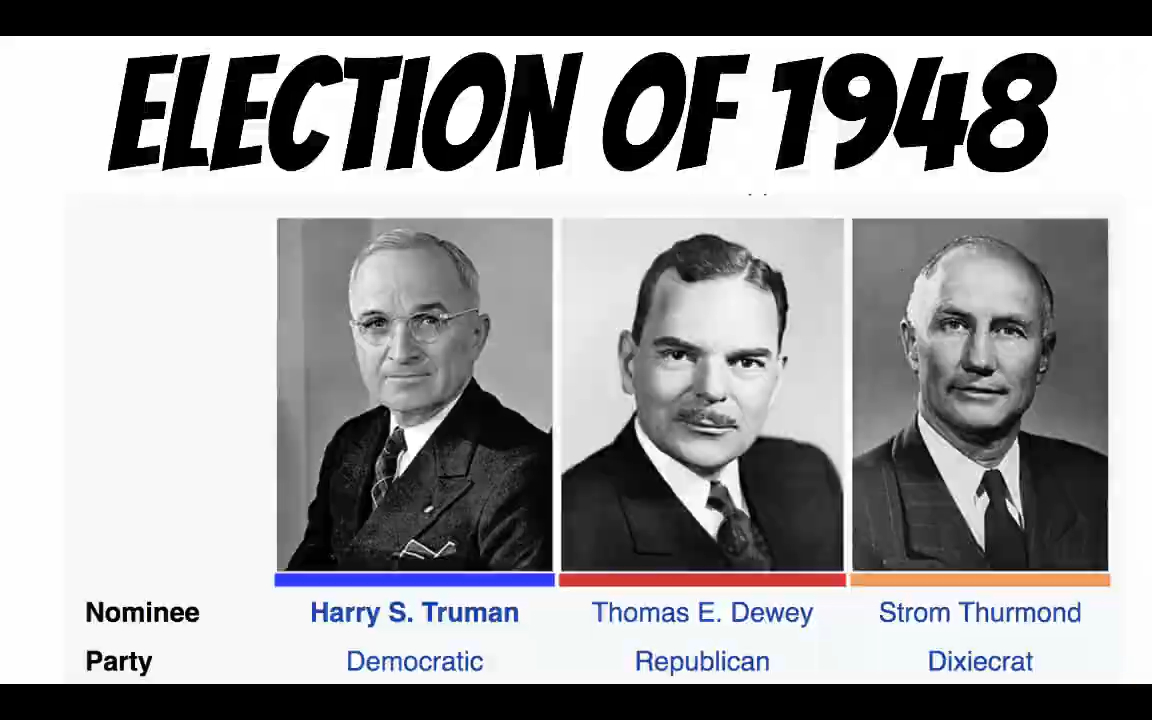 ELECTION OF 1948
Nominee Harry S. Truman Thomas E. Dewey Strom Thurmond
Party Democratic Republican Dixiecrat